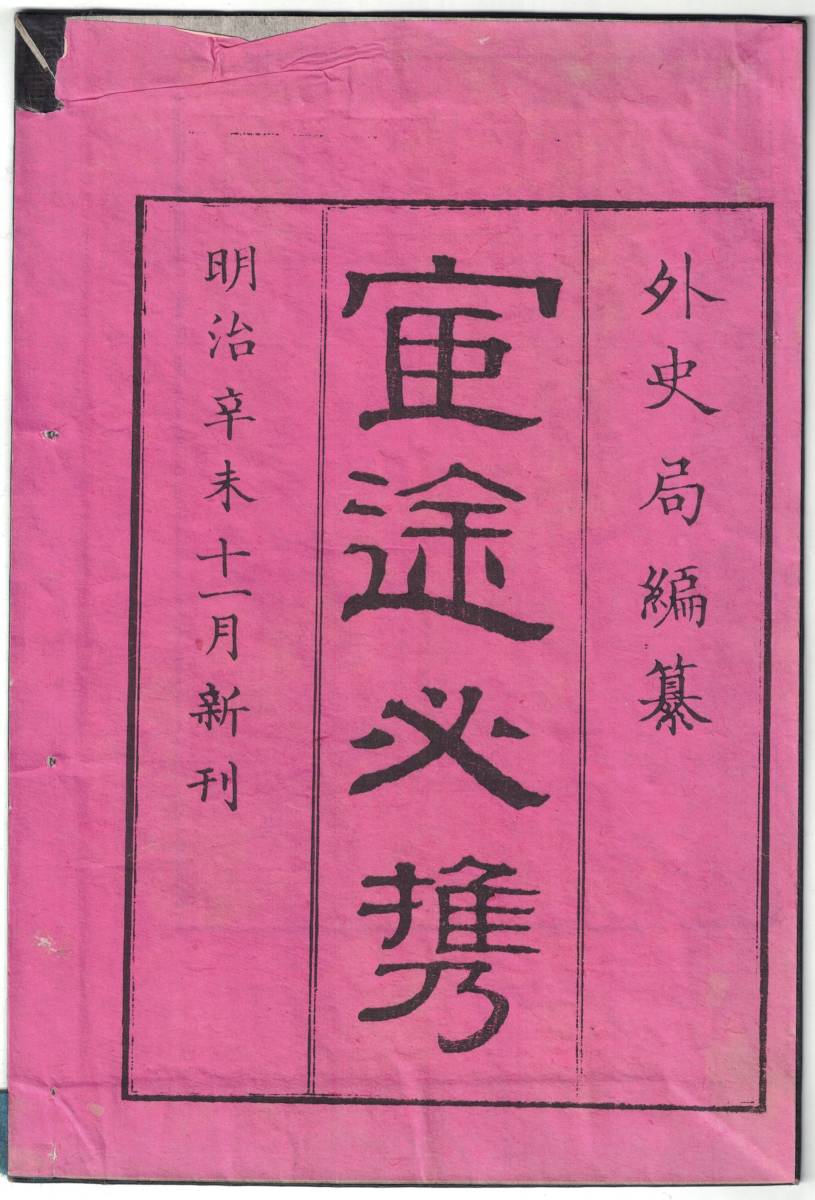 外史局編纂
宦途必携
明治辛未十一月新刊